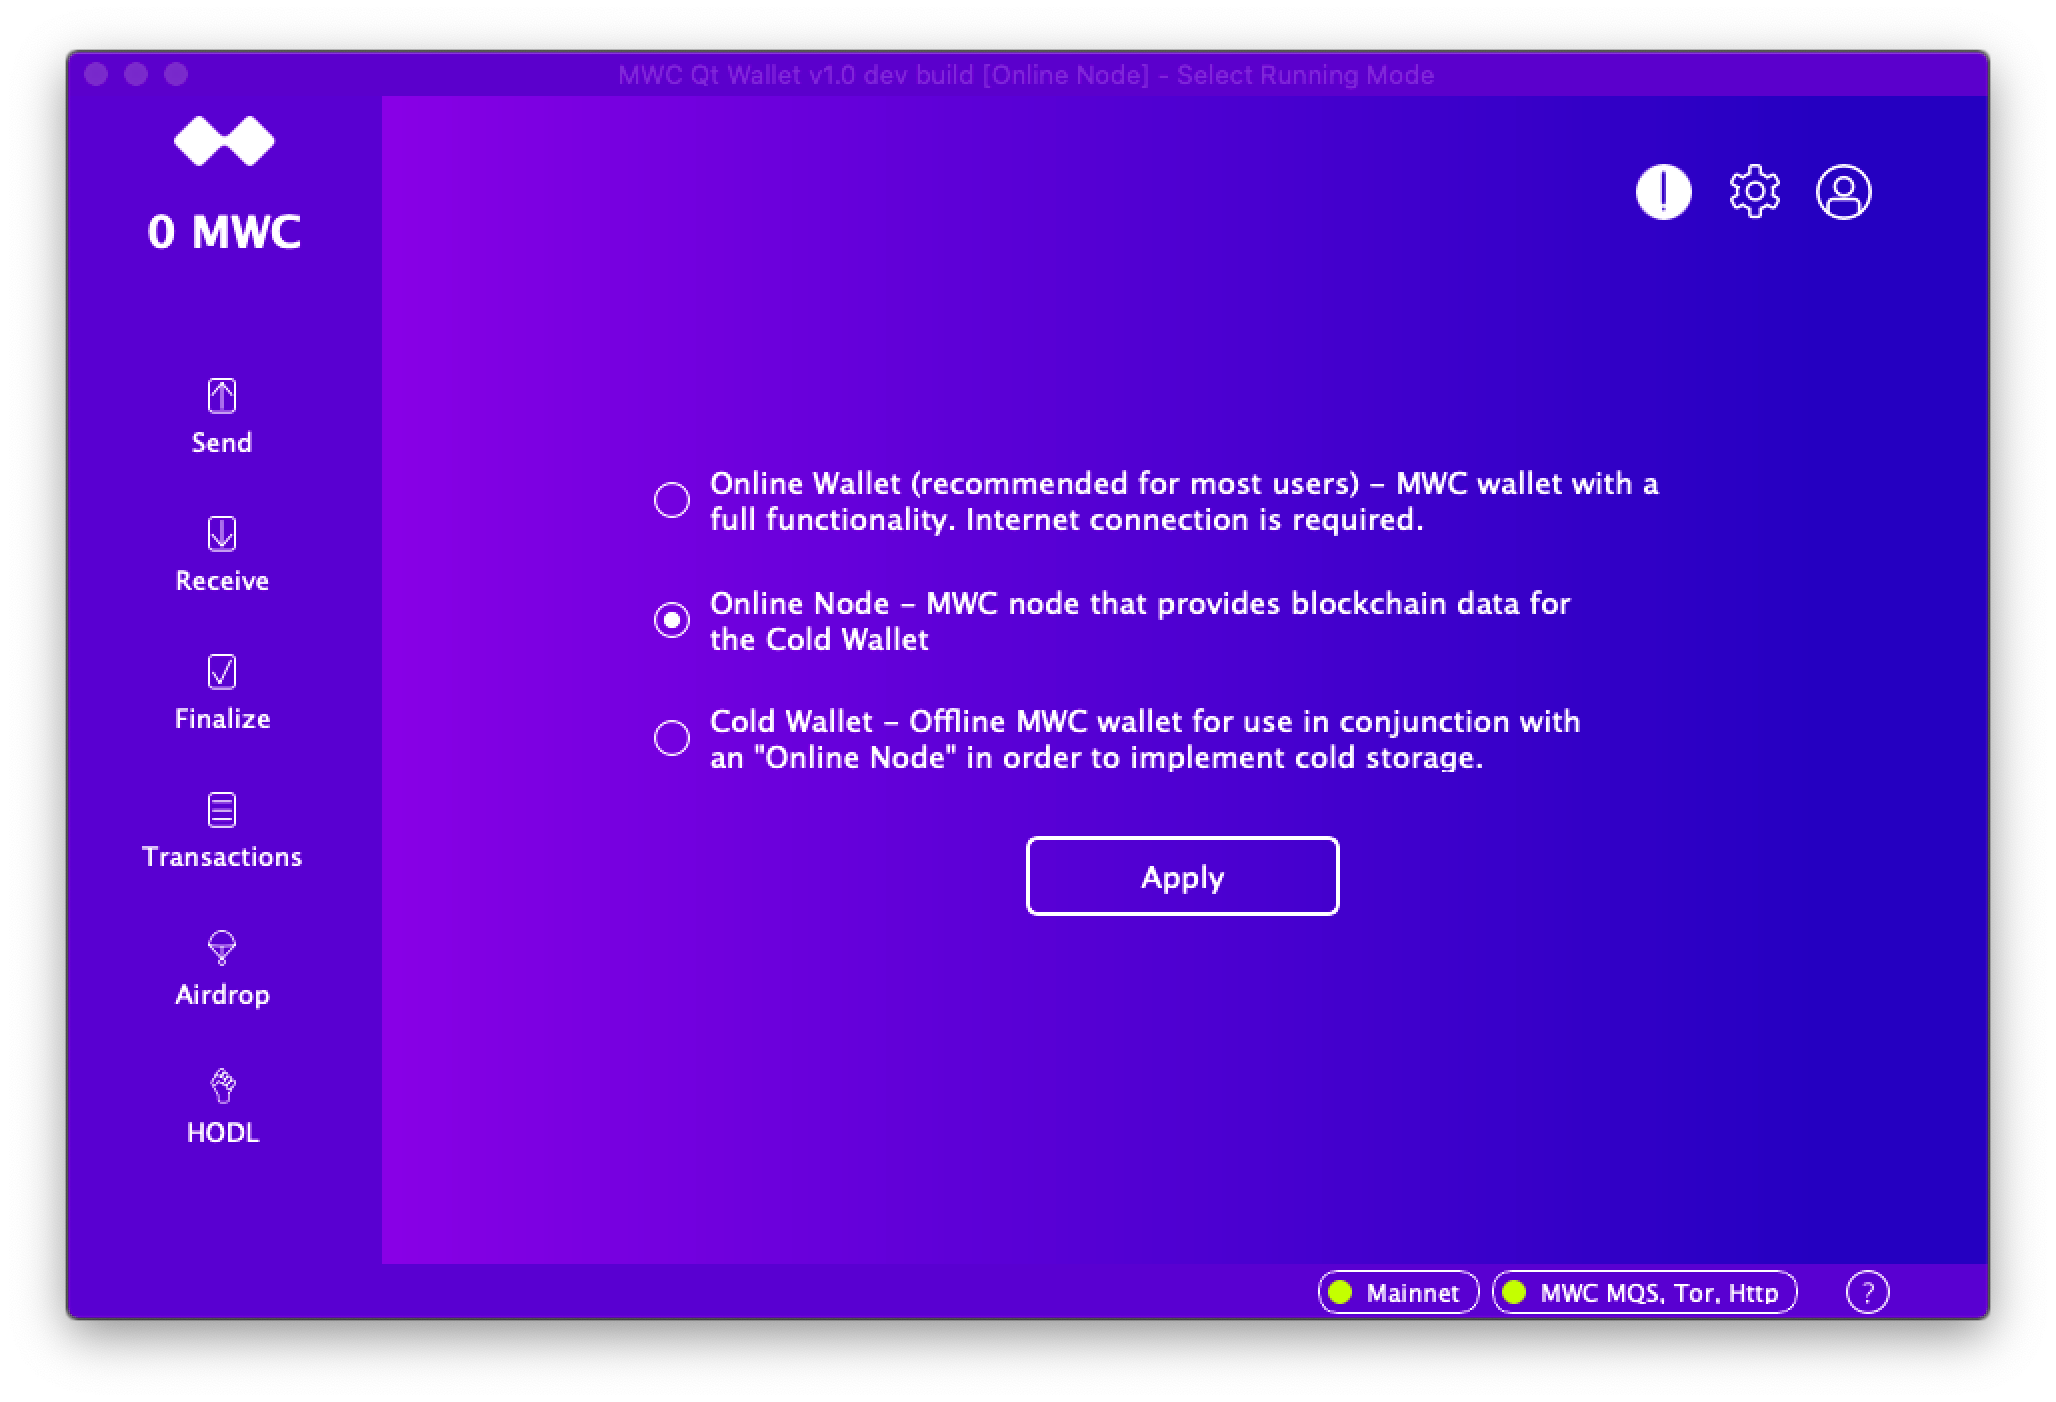 MWC Qt Wallet v1.0 dev build [Online Node] - Select Running Mode
0 MWC
Send
Receive
Finalize
Transactions
Airdrop
HODL
Online Wallet (recommended for most users) – MWC wallet with a
full functionality. Internet connection is required.
Online Node – MWC node that provides blockchain data for
the Cold Wallet
Cold Wallet – Offline MWC wallet for use in conjunction with
an "Online Node" in order to implement cold storage.
Apply
Mainnet
MWC MQS, Tor, Http
?